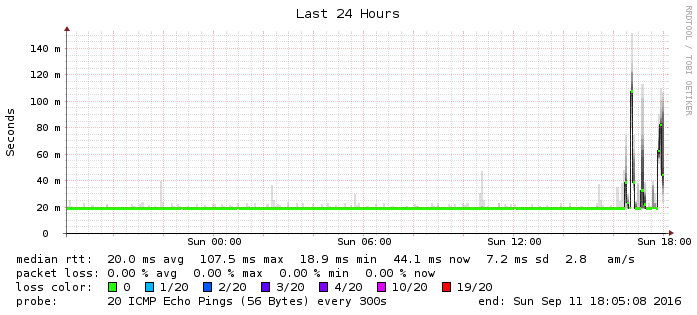 Last 24 Hours
RRDTOOL / TOBI OETIKER
Seconds
140 m
120 m
100 m
80 m
60 m
40 m
20 m
0
Sun 00:00 Sun 06:00 Sun 12:00 Sun 18:00
median rtt: 20.0 ms avg 107.5 ms max 18.9 ms min 44.1 ms now 7.2 ms sd 2.8 am/s
packet loss: 0.00 % avg 0.00 % max 0.00 % min 0.00 % now
loss color: 0 1/20 2/20 3/20 4/20 10/20 19/20
probe: 20 ICMP Echo Pings (56 Bytes) every 300s end: Sun Sep 11 18:05:08 2016